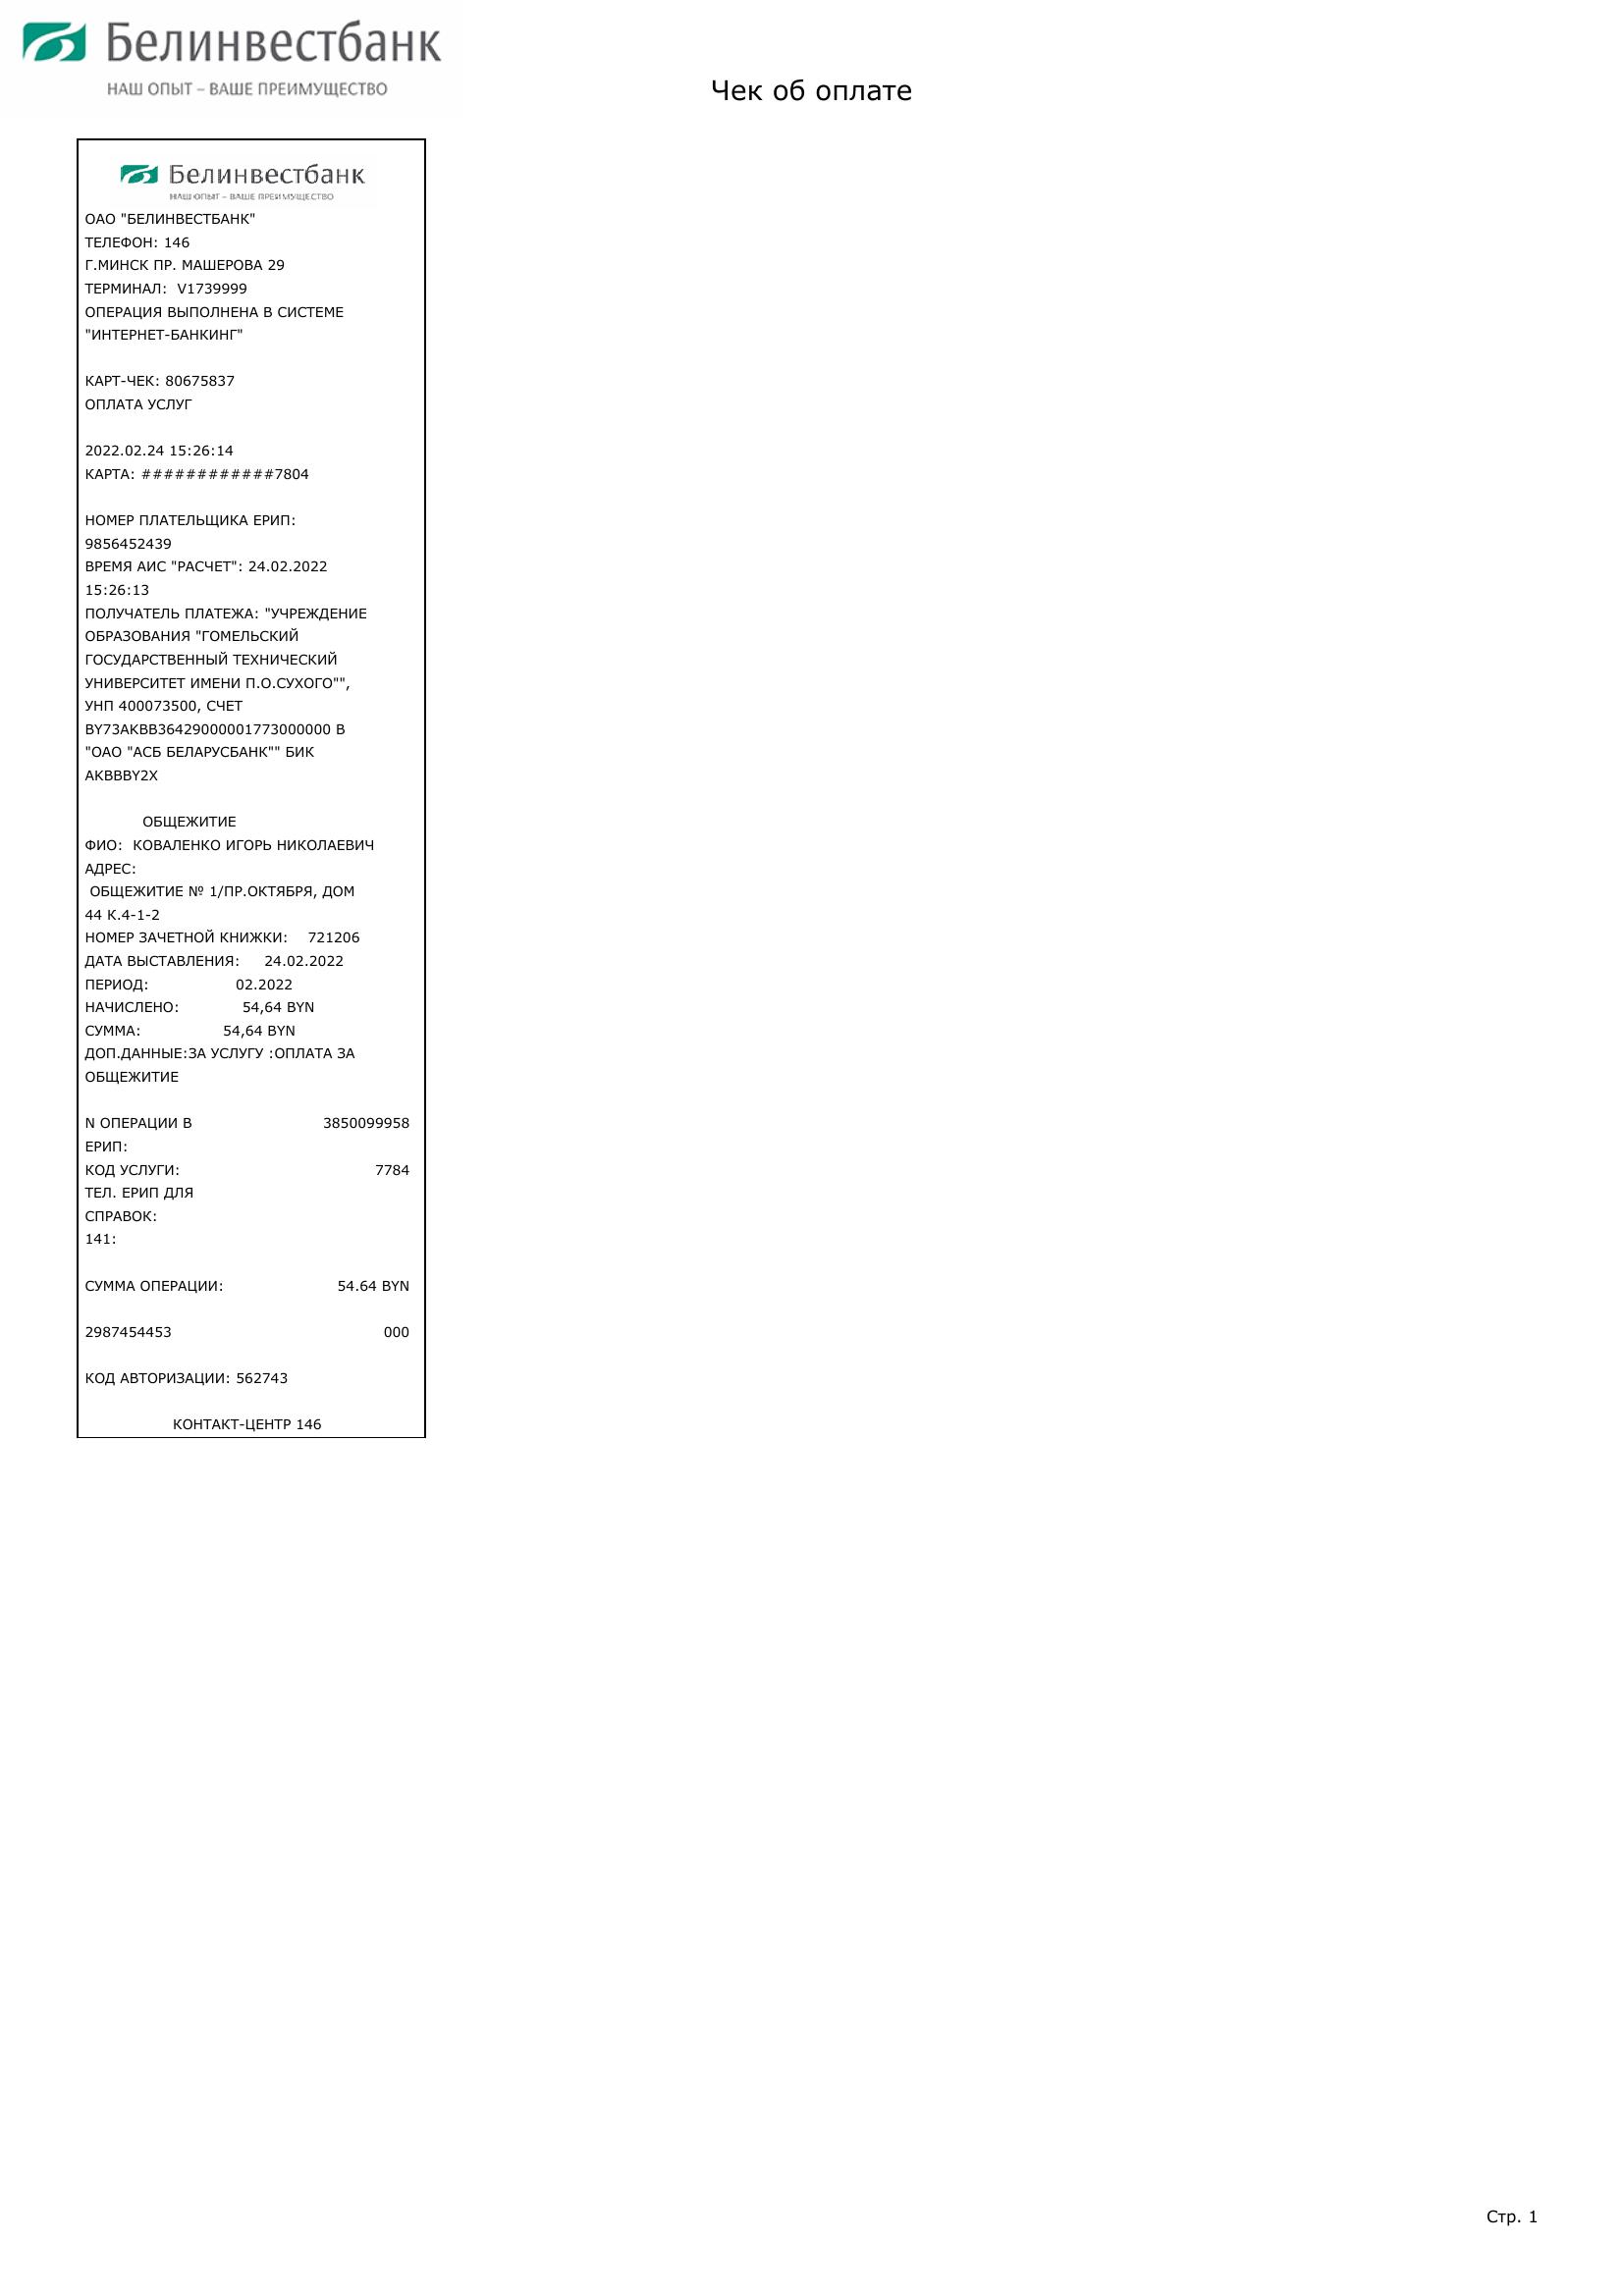 Белинвестбанк
НАШ ОПЫТ – ВАШЕ ПРЕИМУЩЕСТВО
Чек об оплате
Белинвестбанк
НАШ ОПЫТ – ВАШЕ ПРЕИМУЩЕСТВО
ОАО "БЕЛИНВЕСТБАНК"
ТЕЛЕФОН: 146
Г.МИНСК ПР. МАШЕРОВА 29
ТЕРМИНАЛ: V1739999
ОПЕРАЦИЯ ВЫПОЛНЕНА В СИСТЕМЕ
"ИНТЕРНЕТ-БАНКИНГ"
КАРТ-ЧЕК: 80675837
ОПЛАТА УСЛУГ
2022.02.24 15:26:14
КАРТА: ############7804
НОМЕР ПЛАТЕЛЬЩИКА ЕРИП:
9856452439
ВРЕМЯ АИС "РАСЧЕТ": 24.02.2022
15:26:13
ПОЛУЧАТЕЛЬ ПЛАТЕЖА: "УЧРЕЖДЕНИЕ
ОБРАЗОВАНИЯ "ГОМЕЛЬСКИЙ
ГОСУДАРСТВЕННЫЙ ТЕХНИЧЕСКИЙ
УНИВЕРСИТЕТ ИМЕНИ П.О.СУХОГО"",
УНП 400073500, СЧЕТ
BY73AKBB36429000001773000000 В
"ОАО "АСБ БЕЛАРУСБАНК"" БИК
AKBBBY2X
ОБЩЕЖИТИЕ
ФИО: КОВАЛЕНКО ИГОРЬ НИКОЛАЕВИЧ
АДРЕС:
ОБЩЕЖИТИЕ № 1/ПР.ОКТЯБРЯ, ДОМ
44 К.4-1-2
НОМЕР ЗАЧЕТНОЙ КНИЖКИ: 721206
ДАТА ВЫСТАВЛЕНИЯ: 24.02.2022
ПЕРИОД: 02.2022
НАЧИСЛЕНО: 54,64 BYN
СУММА: 54,64 BYN
ДОП.ДАННЫЕ:ЗА УСЛУГУ :ОПЛАТА ЗА
ОБЩЕЖИТИЕ
N ОПЕРАЦИИ В 3850099958
ЕРИП:
КОД УСЛУГИ: 7784
ТЕЛ. ЕРИП ДЛЯ
СПРАВОК:
141:
СУММА ОПЕРАЦИИ: 54.64 BYN
2987454453 000
КОД АВТОРИЗАЦИИ: 562743
КОНТАКТ-ЦЕНТР 146
Стр. 1